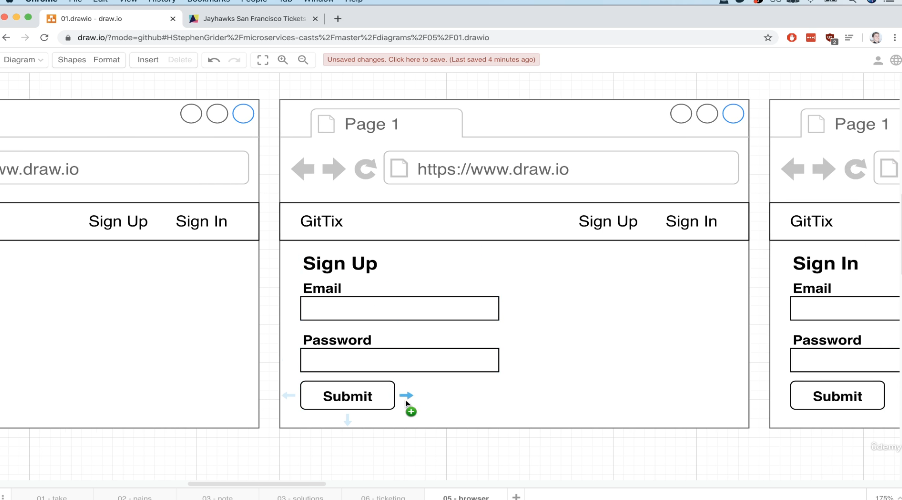 Chrome File Edit View History Bookmarks People Tab Window Help
01.drawio - draw.io
Jayhawks San Francisco Tickets
draw.io/?mode=github#HStephenGrider%2Fmicroservices-casts%2Fmaster%2Fdiagrams%2F05%2F01.drawio
Diagram Shapes Format Insert Delete Unsaved changes. Click here to save. (Last saved 4 minutes ago)
Page 1
Page 1
ww.draw.io
https://www.draw.io
Sign Up Sign In
GitTix Sign Up Sign In
GitTix
Sign Up
Email
Password
Submit
Sign In
Email
Password
Submit
Udemy
02 - pains 03 - note 03 - solutions 06 - ticketing 05 - browser
175%